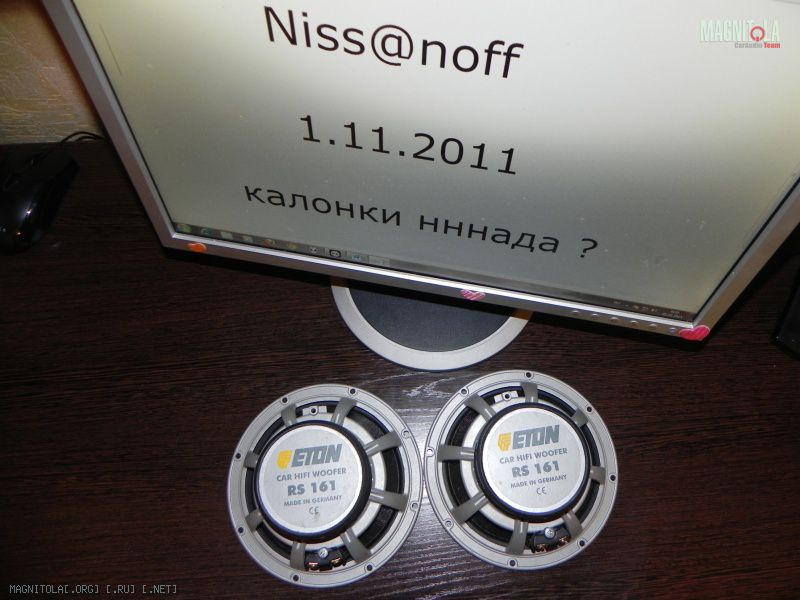 Niss@noff
MAGNITOLA
CarAudio Team
1.11.2011
калонки нннада ?
ETON
CAR HIFI WOOFER
RS 161
MADE IN GERMANY
CE
ETON
CAR HIFI WOOFER
RS 161
MADE IN GERMANY
CE
MAGNITOLA[.ORG] [.RU] [.NET]